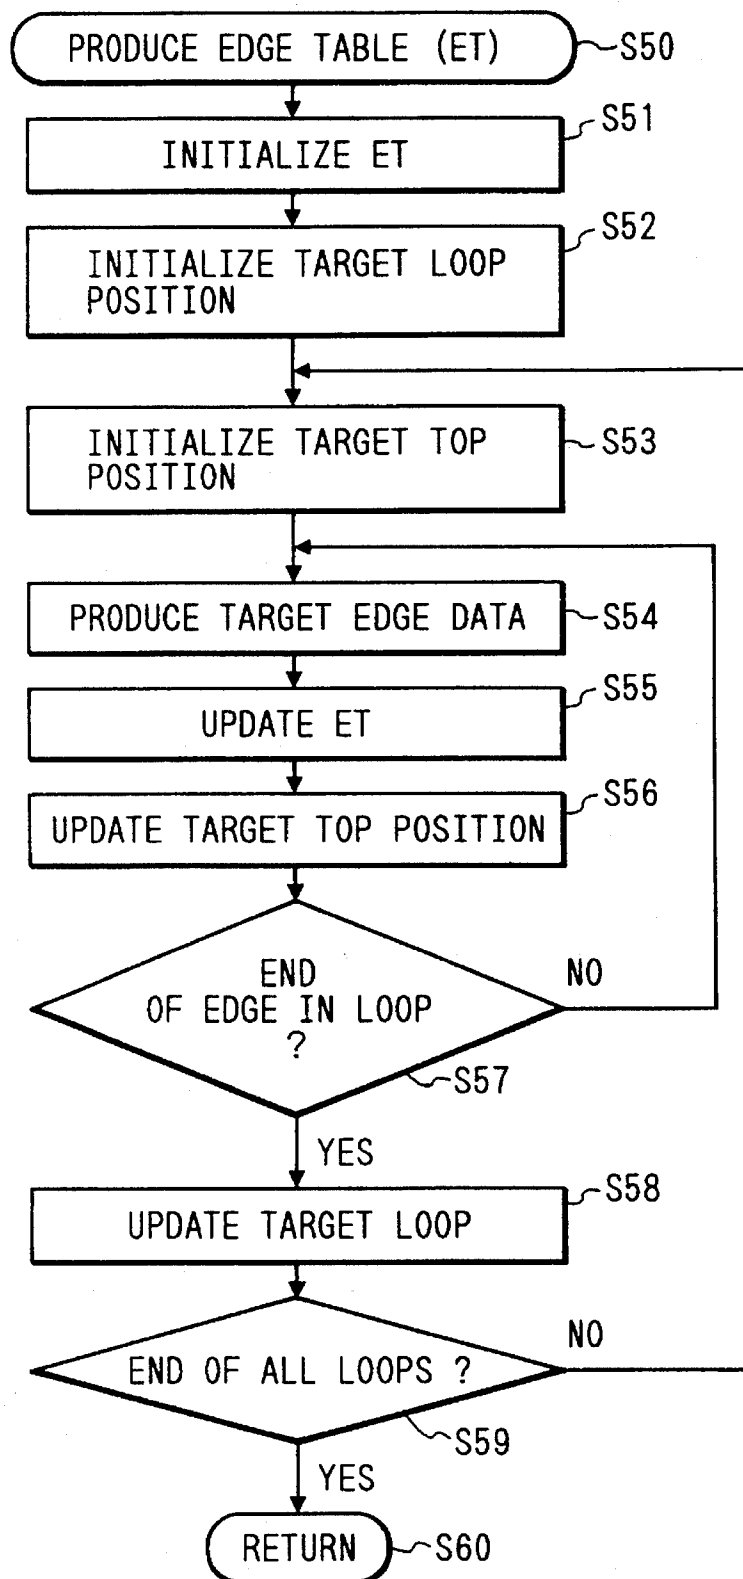 PRODUCE EDGE TABLE (ET)
S50
S51
INITIALIZE ET
S52
INITIALIZE TARGET LOOP
POSITION
INITIALIZE TARGET TOP
POSITION
S53
PRODUCE TARGET EDGE DATA
S54
S55
UPDATE ET
S56
UPDATE TARGET TOP POSITION
END
OF EDGE IN LOOP
?
NO
S57
YES
S58
UPDATE TARGET LOOP
NO
END OF ALL LOOPS ?
S59
YES
RETURN
S60